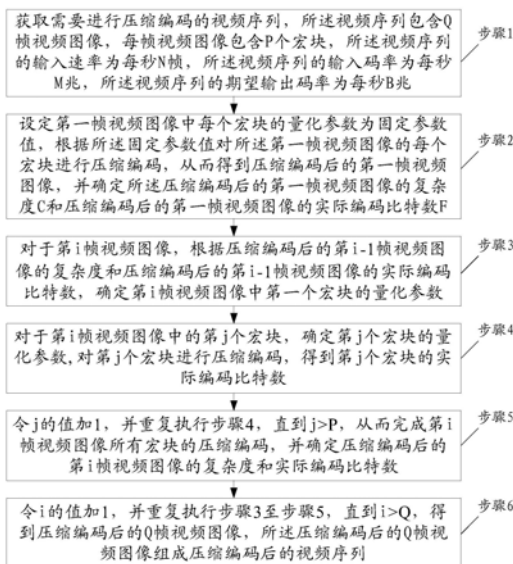 获取需要进行压缩编码的视频序列，所述视频序列包含Q
帧视频图像，每帧视频图像包含P个宏块，所述视频序列
的输入速率为每秒N帧，所述视频序列的输入码率为每秒
M兆，所述视频序列的期望输出码率为每秒B兆
步骤1
设定第一帧视频图像中每个宏块的量化参数为固定参数
值，根据所述固定参数值对所述第一帧视频图像的每个
宏块进行压缩编码，从而得到压缩编码后的第一帧视频
图像，并确定所述压缩编码后的第一帧视频图像的复杂
度C和压缩编码后的第一帧视频图像的实际编码比特数F
步骤2
对于第i帧视频图像，根据压缩编码后的第i-1帧视频图
像的复杂度和压缩编码后的第i-1帧视频图像的实际编码
比特数，确定第i帧视频图像中第一个宏块的量化参数
步骤3
对于第i帧视频图像中的第j个宏块，确定第j个宏块的量
化参数,对第j个宏块进行压缩编码，得到第j个宏块的实
际编码比特数
步骤4
令j的值加1，并重复执行步骤4，直到j>P，从而完成第i
帧视频图像所有宏块的压缩编码，并确定压缩编码后的
第i帧视频图像的复杂度和实际编码比特数
步骤5
令i的值加1，并重复执行步骤3至步骤5，直到i>Q，得
到压缩编码后的Q帧视频图像，所述压缩编码后的Q帧视
频图像组成压缩编码后的视频序列
步骤6